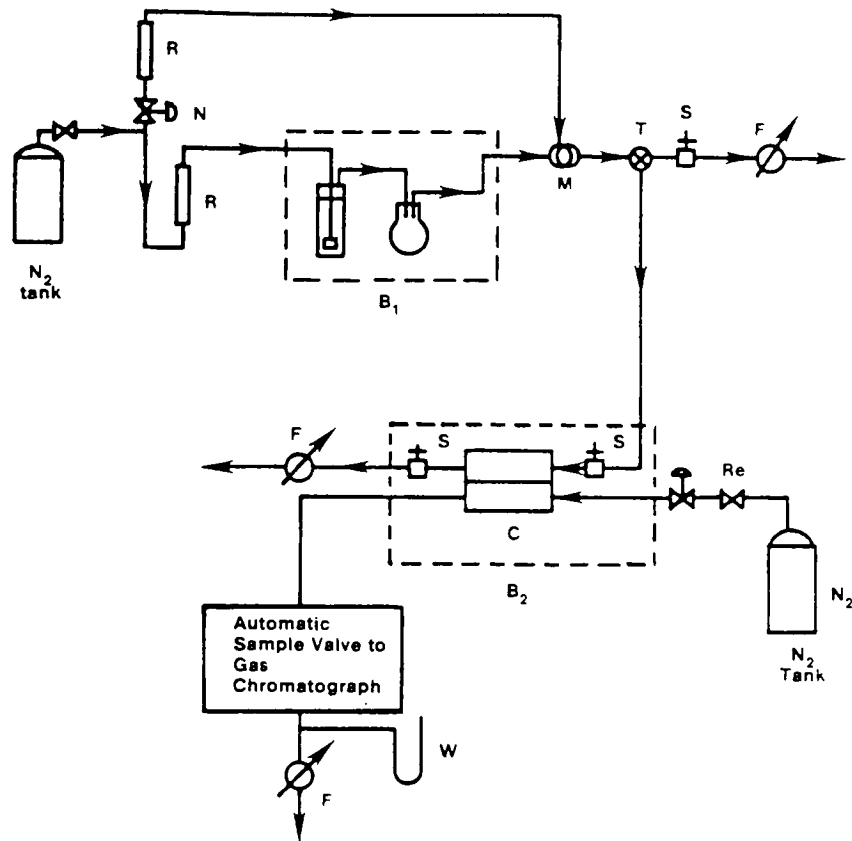 R
N
S
T
F
R
M
N2
tank
B1
F
S
S
Re
C
B2
N2
Automatic
Sample Valve to
Gas
Chromatograph
N2
Tank
W
F